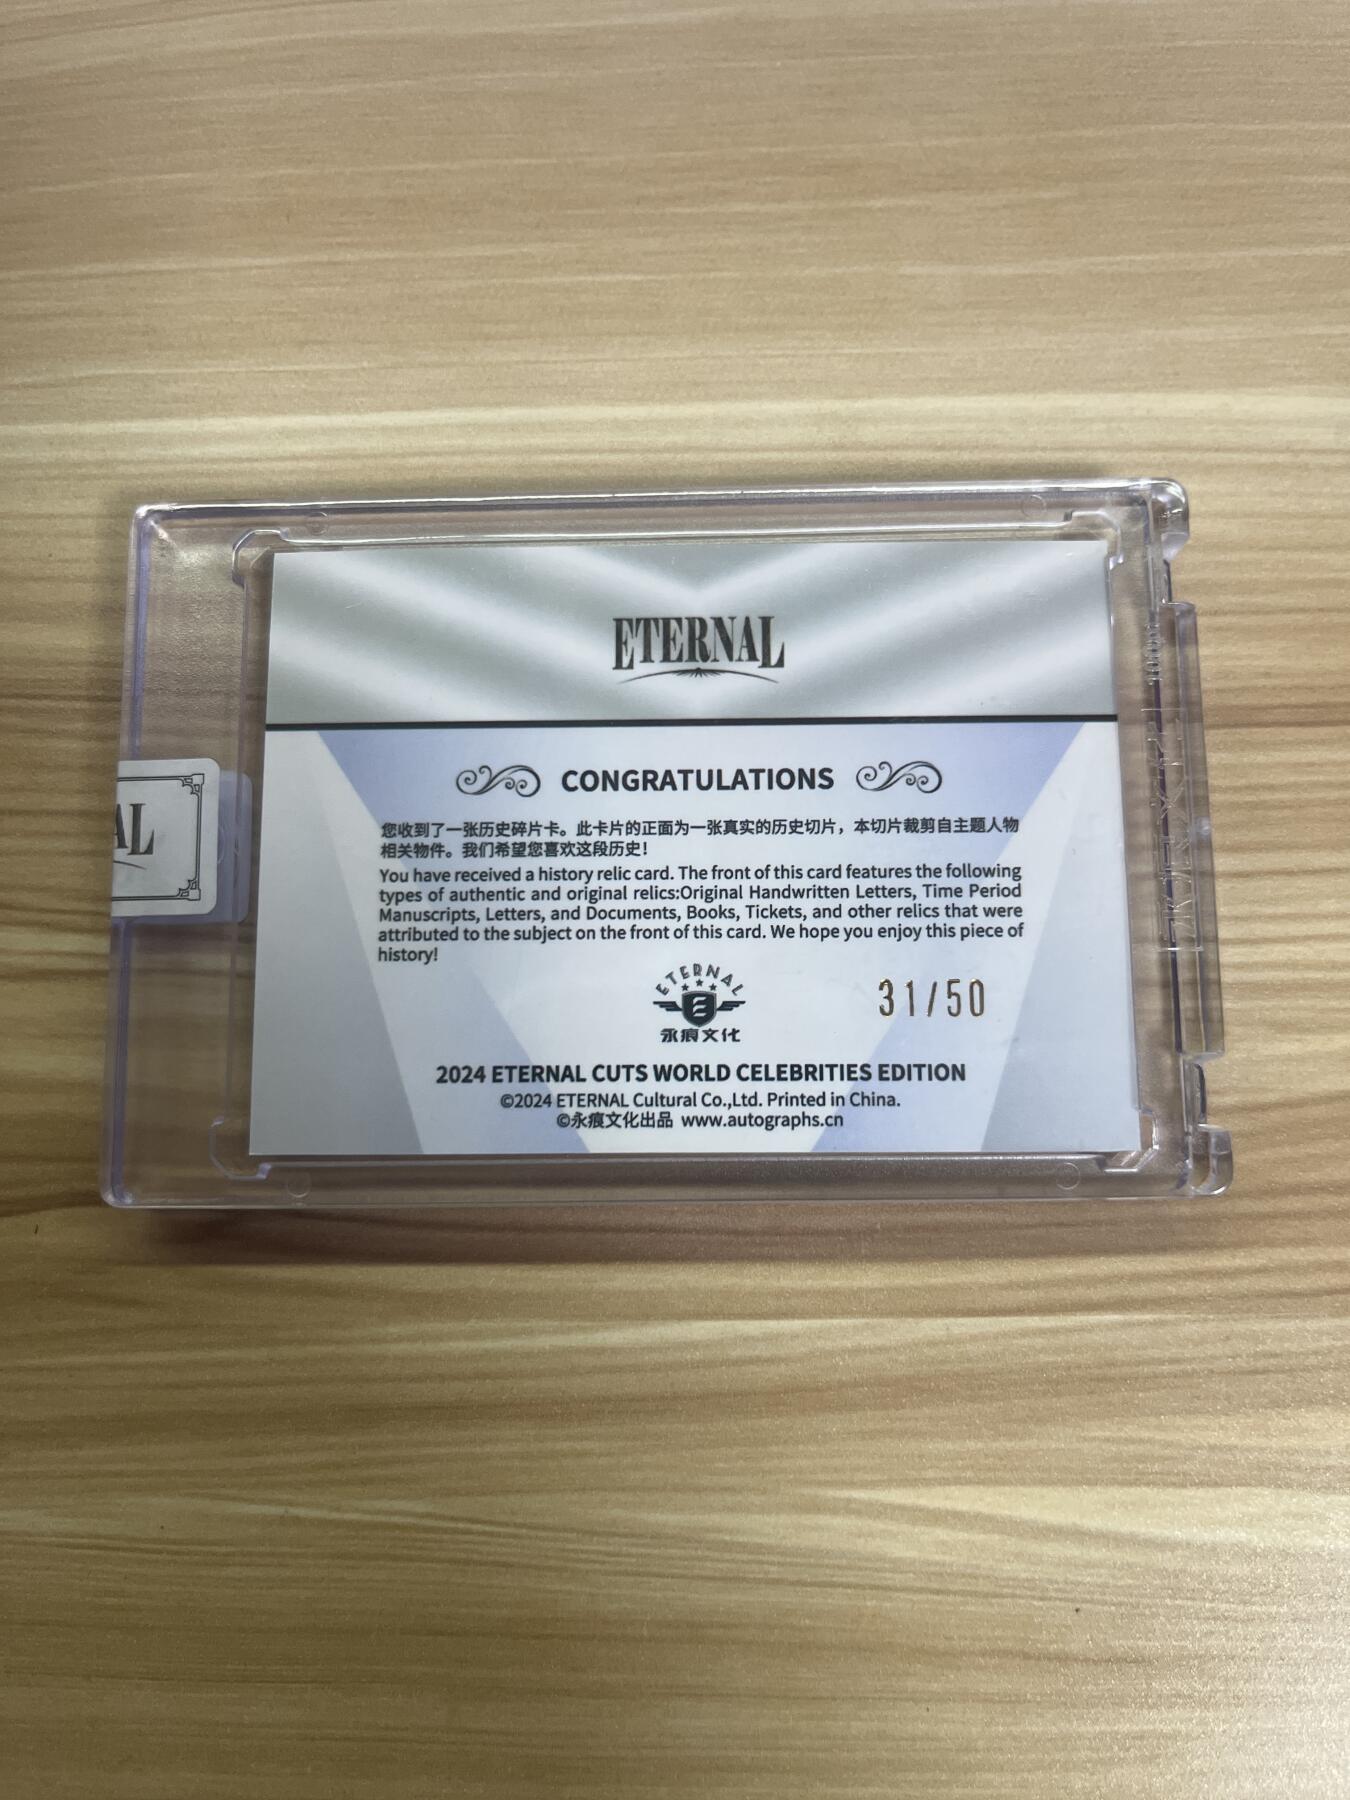 ETERNAL
CONGRATULATIONS
您收到了一张历史碎片卡。此卡片的正面为一张真实的历史切片，本切片裁剪自主题人物
相关物件。我们希望您喜欢这段历史！
You have received a history relic card. The front of this card features the following
types of authentic and original relics:Original Handwritten Letters, Time Period
Manuscripts, Letters, and Documents, Books, Tickets, and other relics that were
attributed to the subject on the front of this card. We hope you enjoy this piece of
history!
AL
ETERNAL
31/50
永痕文化
2024 ETERNAL CUTS WORLD CELEBRITIES EDITION
©2024 ETERNAL Cultural Co.,Ltd. Printed in China.
©永痕文化出品 www.autographs.cn